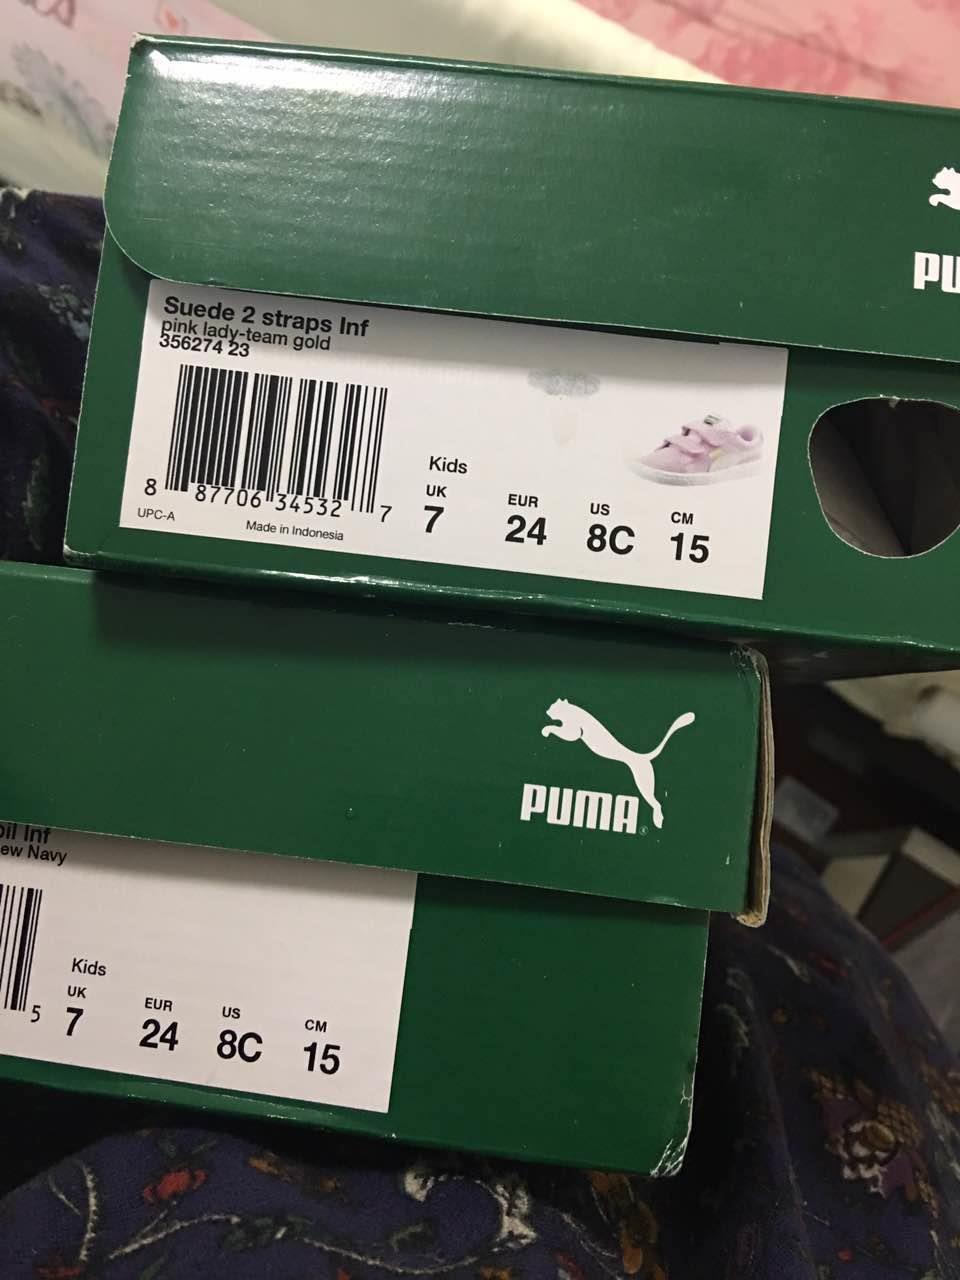 PU
Suede 2 straps Inf
pink lady-team gold
356274 23
8 87706 34532 7
UPC-A
Made in Indonesia
Kids
UK EUR US CM
7 24 8C 15
PUMA
Inf
Navy
5
Kids
UK EUR US CM
7 24 8C 15